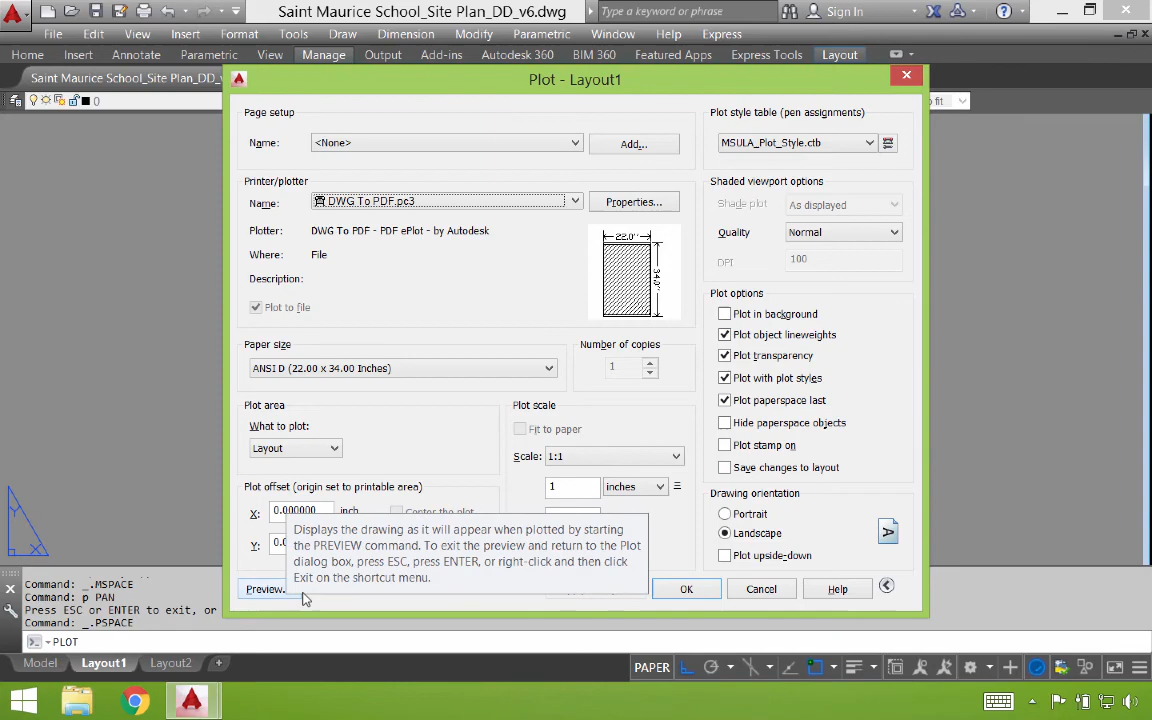 Saint Maurice School_Site Plan_DD_v6.dwg
Type a keyword or phrase
Sign In
File Edit View Insert Format Tools Draw Dimension Modify Parametric Window Help Express
Home Insert Annotate Parametric View Manage Output Add-ins Autodesk 360 BIM 360 Featured Apps Express Tools Layout
Saint Maurice School_Site Plan_DD_v
0
to fit
Plot - Layout1
Page setup
Name: <None> Add...
Printer/plotter
Name: DWG To PDF.pc3 Properties...
Plotter: DWG To PDF - PDF ePlot - by Autodesk
Where: File
Description:
Plot to file
22.0''
34.0''
Paper size
ANSI D (22.00 x 34.00 Inches)
Number of copies
1
Plot area
What to plot:
Layout
Plot scale
Fit to paper
Scale: 1:1
1 inches =
Plot offset (origin set to printable area)
X: 0.000000 inch Center the plot
Y: 0.0
Displays the drawing as it will appear when plotted by starting
the PREVIEW command. To exit the preview and return to the Plot
dialog box, press ESC, press ENTER, or right-click and then click
Exit on the shortcut menu.
Preview...
Plot style table (pen assignments)
MSULA_Plot_Style.ctb
Shaded viewport options
Shade plot As displayed
Quality Normal
DPI 100
Plot options
Plot in background
Plot object lineweights
Plot transparency
Plot with plot styles
Plot paperspace last
Hide paperspace objects
Plot stamp on
Save changes to layout
Drawing orientation
Portrait
Landscape
Plot upside-down
A
OK Cancel Help
Y
X
Command: _.MSPACE
Command: p PAN
Press ESC or ENTER to exit, or
Command: _.PSPACE
PLOT
Model Layout1 Layout2 +
PAPER